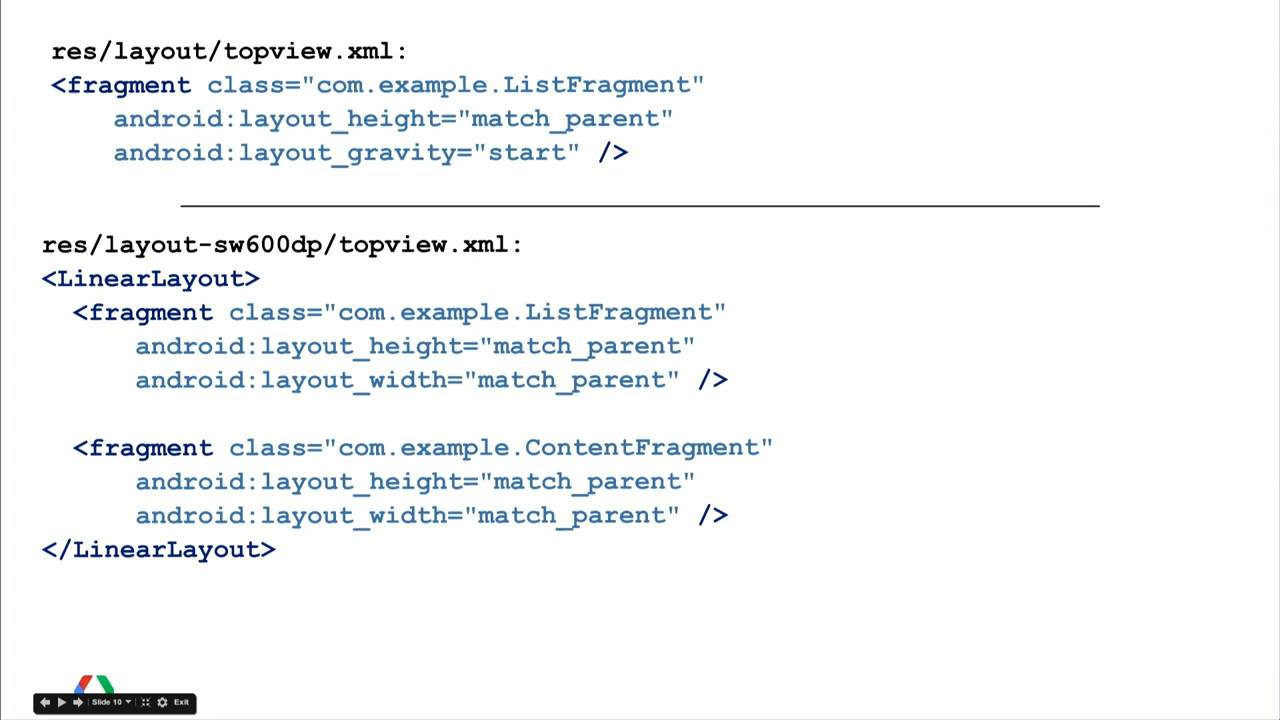 res/layout/topview.xml:
<fragment class="com.example.ListFragment"
android:layout_height="match_parent"
android:layout_gravity="start" />
res/layout-sw600dp/topview.xml:
<LinearLayout>
<fragment class="com.example.ListFragment"
android:layout_height="match_parent"
android:layout_width="match_parent" />
<fragment class="com.example.ContentFragment"
android:layout_height="match_parent"
android:layout_width="match_parent" />
</LinearLayout>
Slide 10 Exit